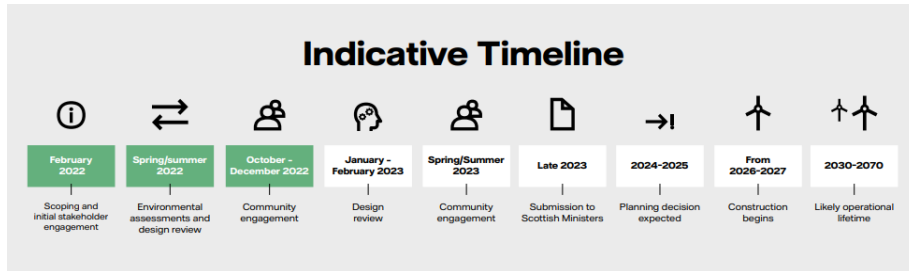 Indicative Timeline
February
2022
Scoping and
initial stakeholder
engagement
Spring/summer
2022
Environmental
assessments and
design review
October -
December 2022
Community
engagement
January -
February 2023
Design
review
Spring/Summer
2023
Community
engagement
Late 2023
Submission to
Scottish Ministers
2024-2025
Planning decision
expected
From
2026-2027
Construction
begins
2030-2070
Likely operational
lifetime